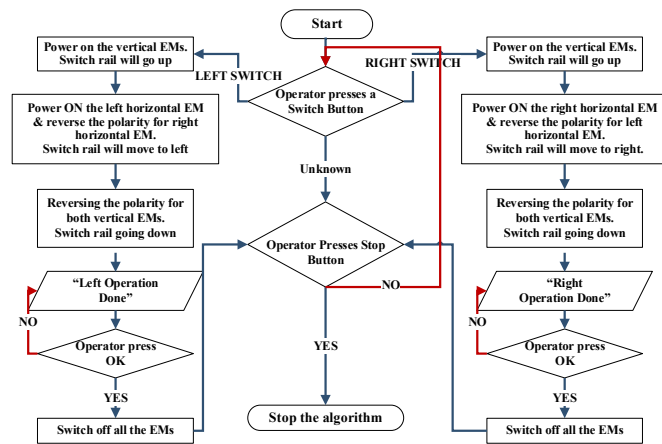 Start
Power on the vertical EMs.
Switch rail will go up
LEFT SWITCH
RIGHT SWITCH
Power on the vertical EMs.
Switch rail will go up
Operator presses a
Switch Button
Power ON the left horizontal EM
& reverse the polarity for right
horizontal EM.
Switch rail will move to left
Power ON the right horizontal EM
& reverse the polarity for left
horizontal EM.
Switch rail will move to right.
Unknown
Reversing the polarity for
both vertical EMs.
Switch rail going down
Operator Presses Stop
Button
Reversing the polarity for
both vertical EMs.
Switch rail going down
“Left Operation
Done”
NO
“Right
Operation Done”
NO
Operator press
OK
YES
NO
Operator press
OK
YES
YES
Switch off all the EMs
Stop the algorithm
Switch off all the EMs